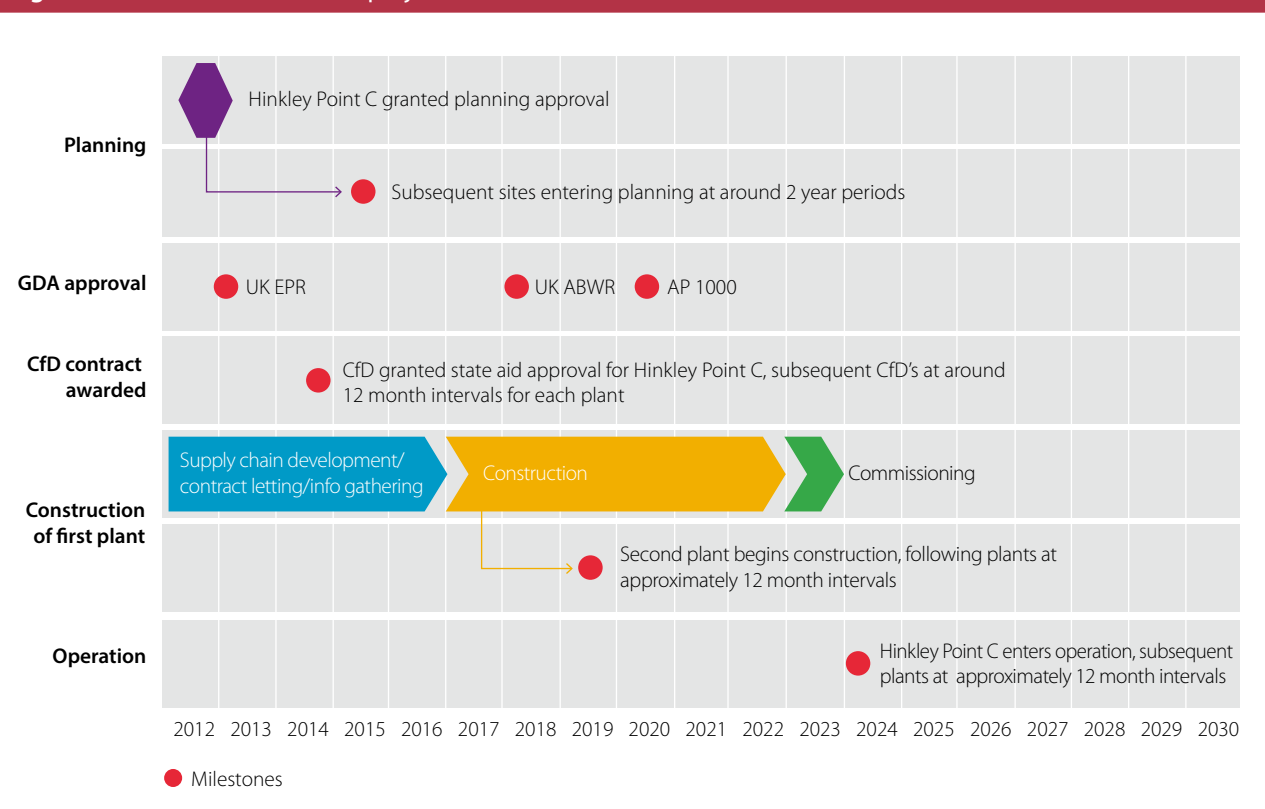 Planning
Hinkley Point C granted planning approval
Subsequent sites entering planning at around 2 year periods
GDA approval
UK EPR
UK ABWR
AP 1000
CfD contract
awarded
CfD granted state aid approval for Hinkley Point C, subsequent CfD's at around
12 month intervals for each plant
Construction
of first plant
Supply chain development/
contract letting/info gathering
Construction
Commissioning
Second plant begins construction, following plants at
approximately 12 month intervals
Operation
Hinkley Point C enters operation, subsequent
plants at approximately 12 month intervals
2012 2013 2014 2015 2016 2017 2018 2019 2020 2021 2022 2023 2024 2025 2026 2027 2028 2029 2030
Milestones